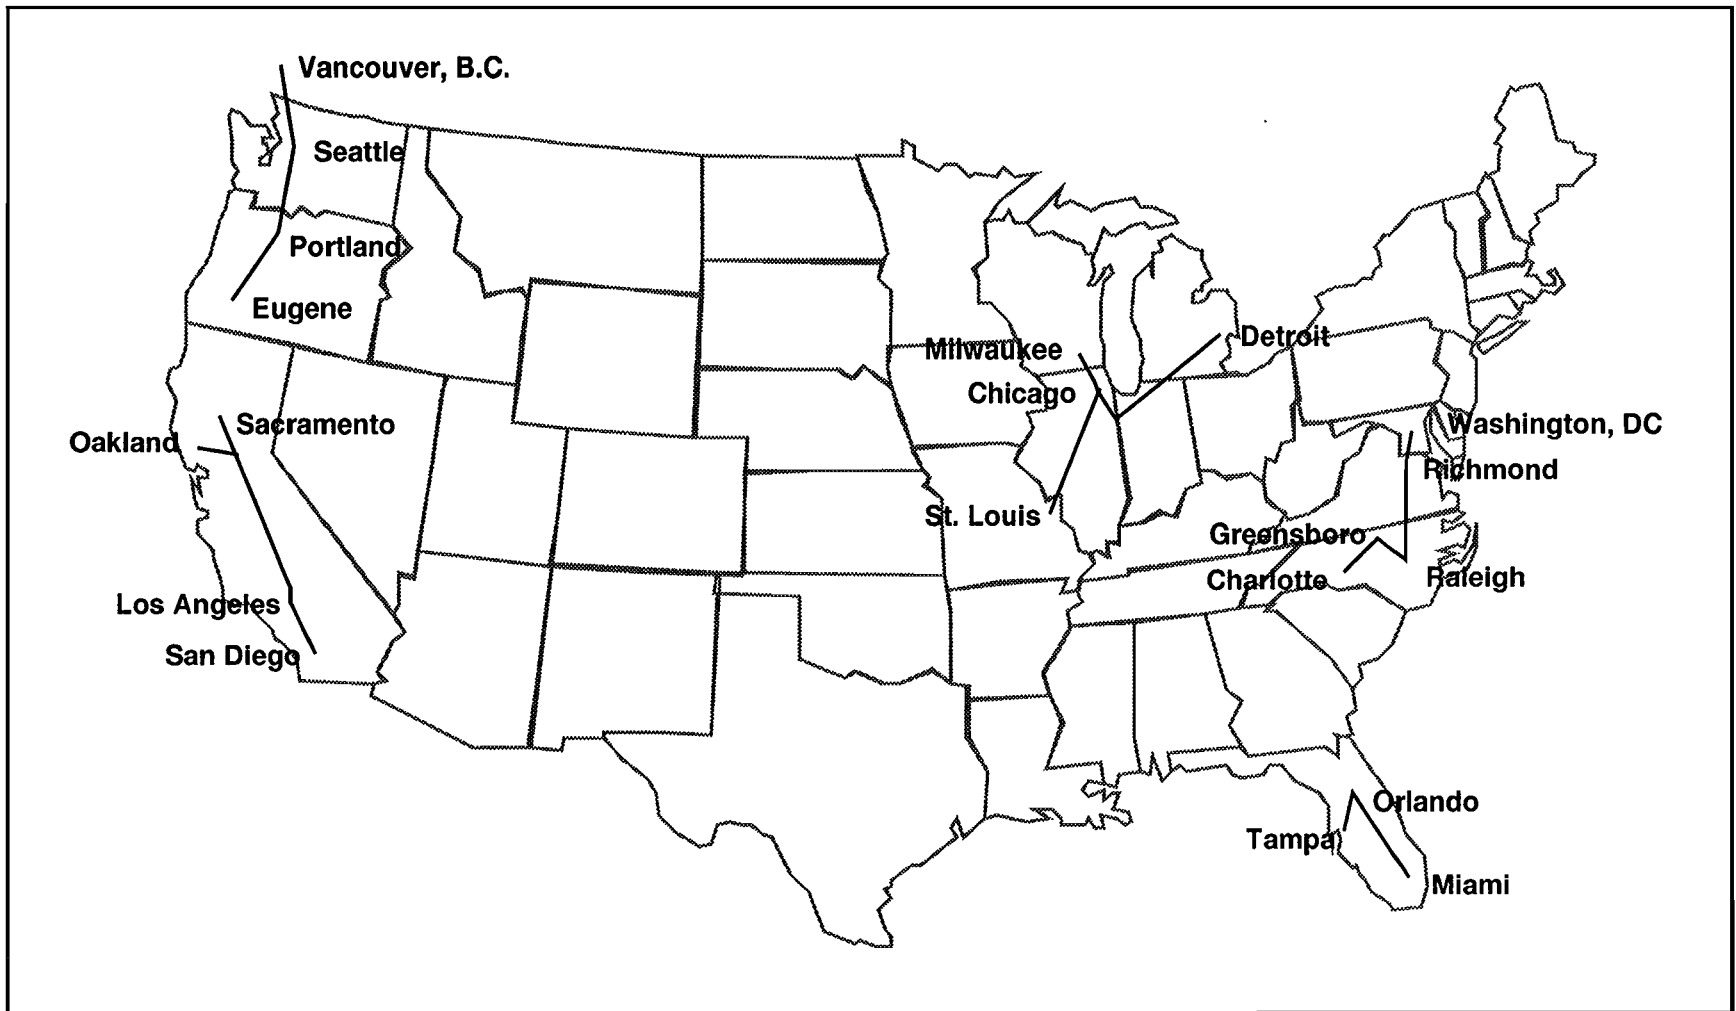 Vancouver, B.C.
Seattle
Portland
Eugene
Milwaukee
Detroit
Chicago
Sacramento
Oakland
Washington, DC
Richmond
St. Louis
Greensboro
Charlotte
Raleigh
Los Angeles
San Diego
Orlando
Tampa
Miami